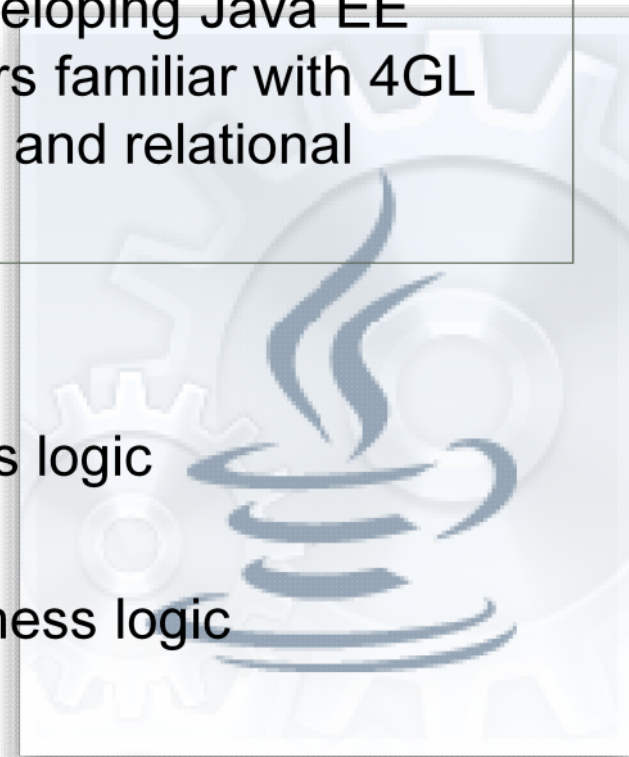 eloping Java EE
rs familiar with 4GL
and relational
s logic
ness logic